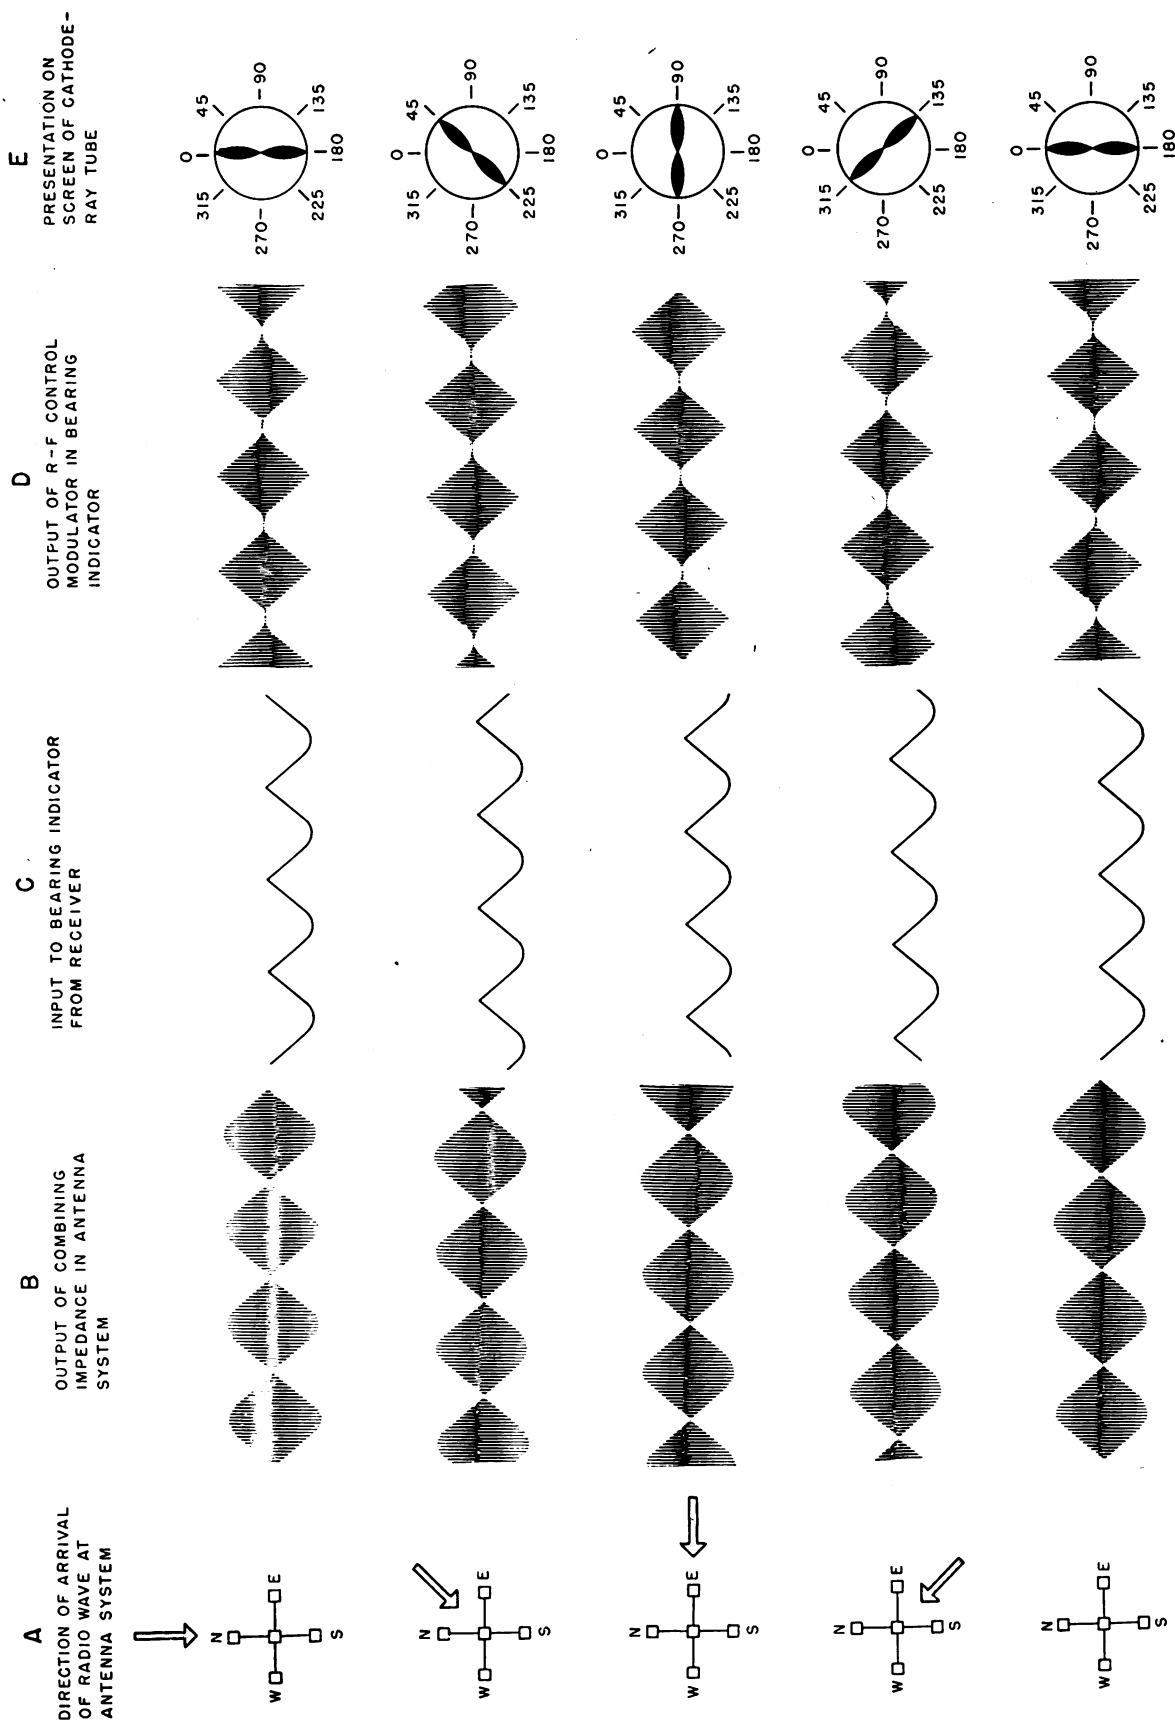 A
DIRECTION OF ARRIVAL
OF RADIO WAVE AT
ANTENNA SYSTEM
B
OUTPUT OF COMBINING
IMPEDANCE IN ANTENNA
SYSTEM
C
INPUT TO BEARING INDICATOR
FROM RECEIVER
D
OUTPUT OF R-F CONTROL
MODULATOR IN BEARING
INDICATOR
E
PRESENTATION ON
SCREEN OF CATHODE-
RAY TUBE
N
W E
S
0
315 45
270 90
225 135
180
N
W E
S
0
315 45
270 90
225 135
180
N
W E
S
0
315 45
270 90
225 135
180
N
W E
S
0
315 45
270 90
225 135
180
N
W E
S
0
315 45
270 90
225 135
180